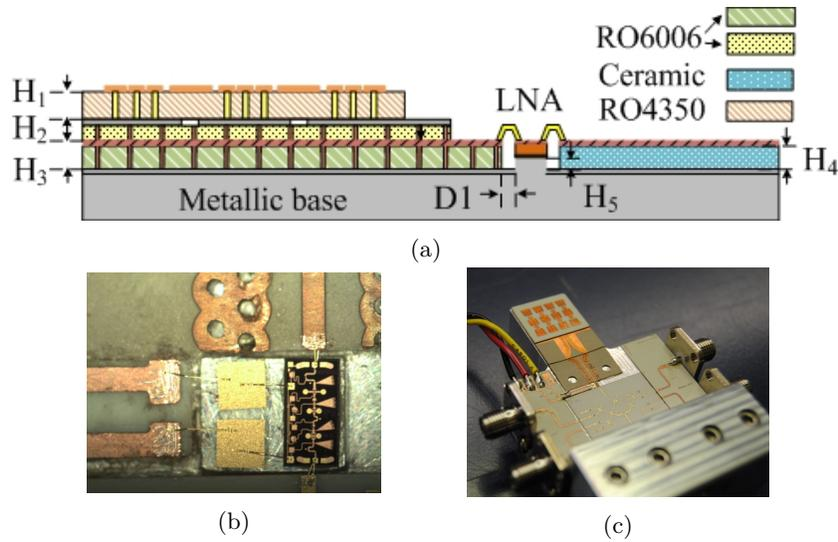 RO6006
Ceramic
RO4350
H1
H2
H3
LNA
H4
H5
D1
Metallic base
(a)
(b)
(c)